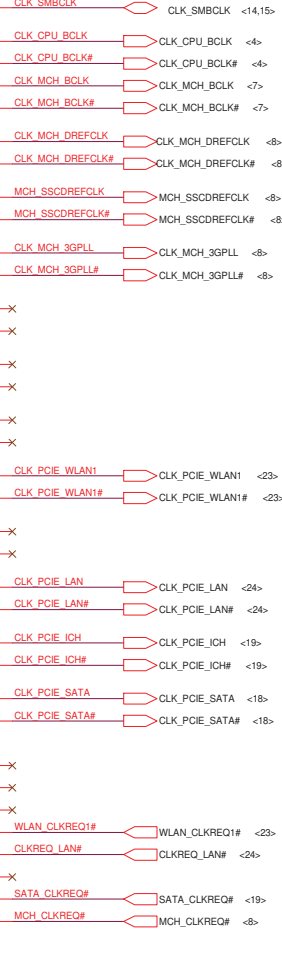 CLK_SMBCLK CLK_SMBCLK <14,15>
CLK_CPU_BCLK CLK_CPU_BCLK <4>
CLK_CPU_BCLK# CLK_CPU_BCLK# <4>
CLK_MCH_BCLK CLK_MCH_BCLK <7>
CLK_MCH_BCLK# CLK_MCH_BCLK# <7>
CLK_MCH_DREFCLK CLK_MCH_DREFCLK <8>
CLK_MCH_DREFCLK# CLK_MCH_DREFCLK# <8
MCH_SSCDREFCLK MCH_SSCDREFCLK <8>
MCH_SSCDREFCLK# MCH_SSCDREFCLK# <8
CLK_MCH_3GPLL CLK_MCH_3GPLL <8>
CLK_MCH_3GPLL# CLK_MCH_3GPLL# <8>
CLK_PCIE_WLAN1 CLK_PCIE_WLAN1 <23>
CLK_PCIE_WLAN1# CLK_PCIE_WLAN1# <23>
CLK_PCIE_LAN CLK_PCIE_LAN <24>
CLK_PCIE_LAN# CLK_PCIE_LAN# <24>
CLK_PCIE_ICH CLK_PCIE_ICH <19>
CLK_PCIE_ICH# CLK_PCIE_ICH# <19>
CLK_PCIE_SATA CLK_PCIE_SATA <18>
CLK_PCIE_SATA# CLK_PCIE_SATA# <18>
WLAN_CLKREQ1# WLAN_CLKREQ1# <23>
CLKREQ_LAN# CLKREQ_LAN# <24>
SATA_CLKREQ# SATA_CLKREQ# <19>
MCH_CLKREQ# MCH_CLKREQ# <8>